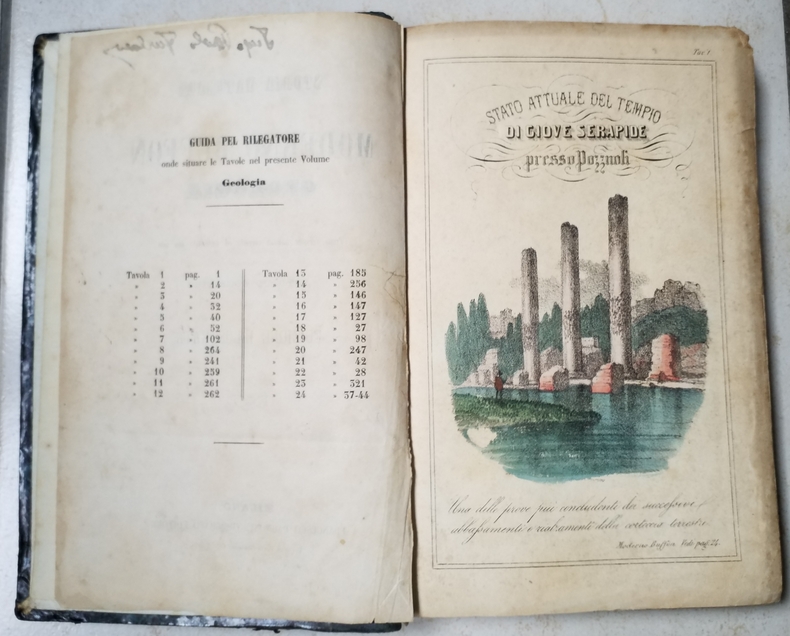 GUIDA PEL RILEGATORE
onde situare le Tavole nel presente Volume
Geologia
Tavola 1 pag. 1
" 2 " 14
" 3 " 20
" 4 " 32
" 5 " 40
" 6 " 52
" 7 " 102
" 8 " 264
" 9 " 241
" 10 " 259
" 11 " 261
" 12 " 262
Tavola 13 pag. 185
" 14 " 256
" 15 " 146
" 16 " 147
" 17 " 127
" 18 " 27
" 19 " 98
" 20 " 247
" 21 " 42
" 22 " 28
" 23 " 321
" 24 " 37-44
Tav. 1.
STATO ATTUALE DEL TEMPIO
DI GIOVE SERAPIDE
presso Pozzuoli
Una delle prove più concludenti dei successivi
abbassamenti e rialzamenti della corteccia terrestre.
Moderno Buffon Vedi pag. 22.